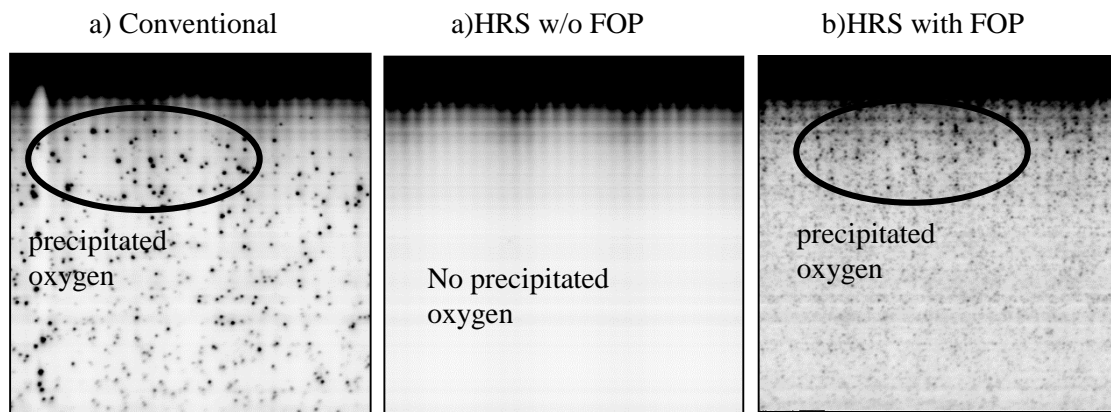 a) Conventional
a)HRS w/o FOP
b)HRS with FOP
precipitated
oxygen
No precipitated
oxygen
precipitated
oxygen